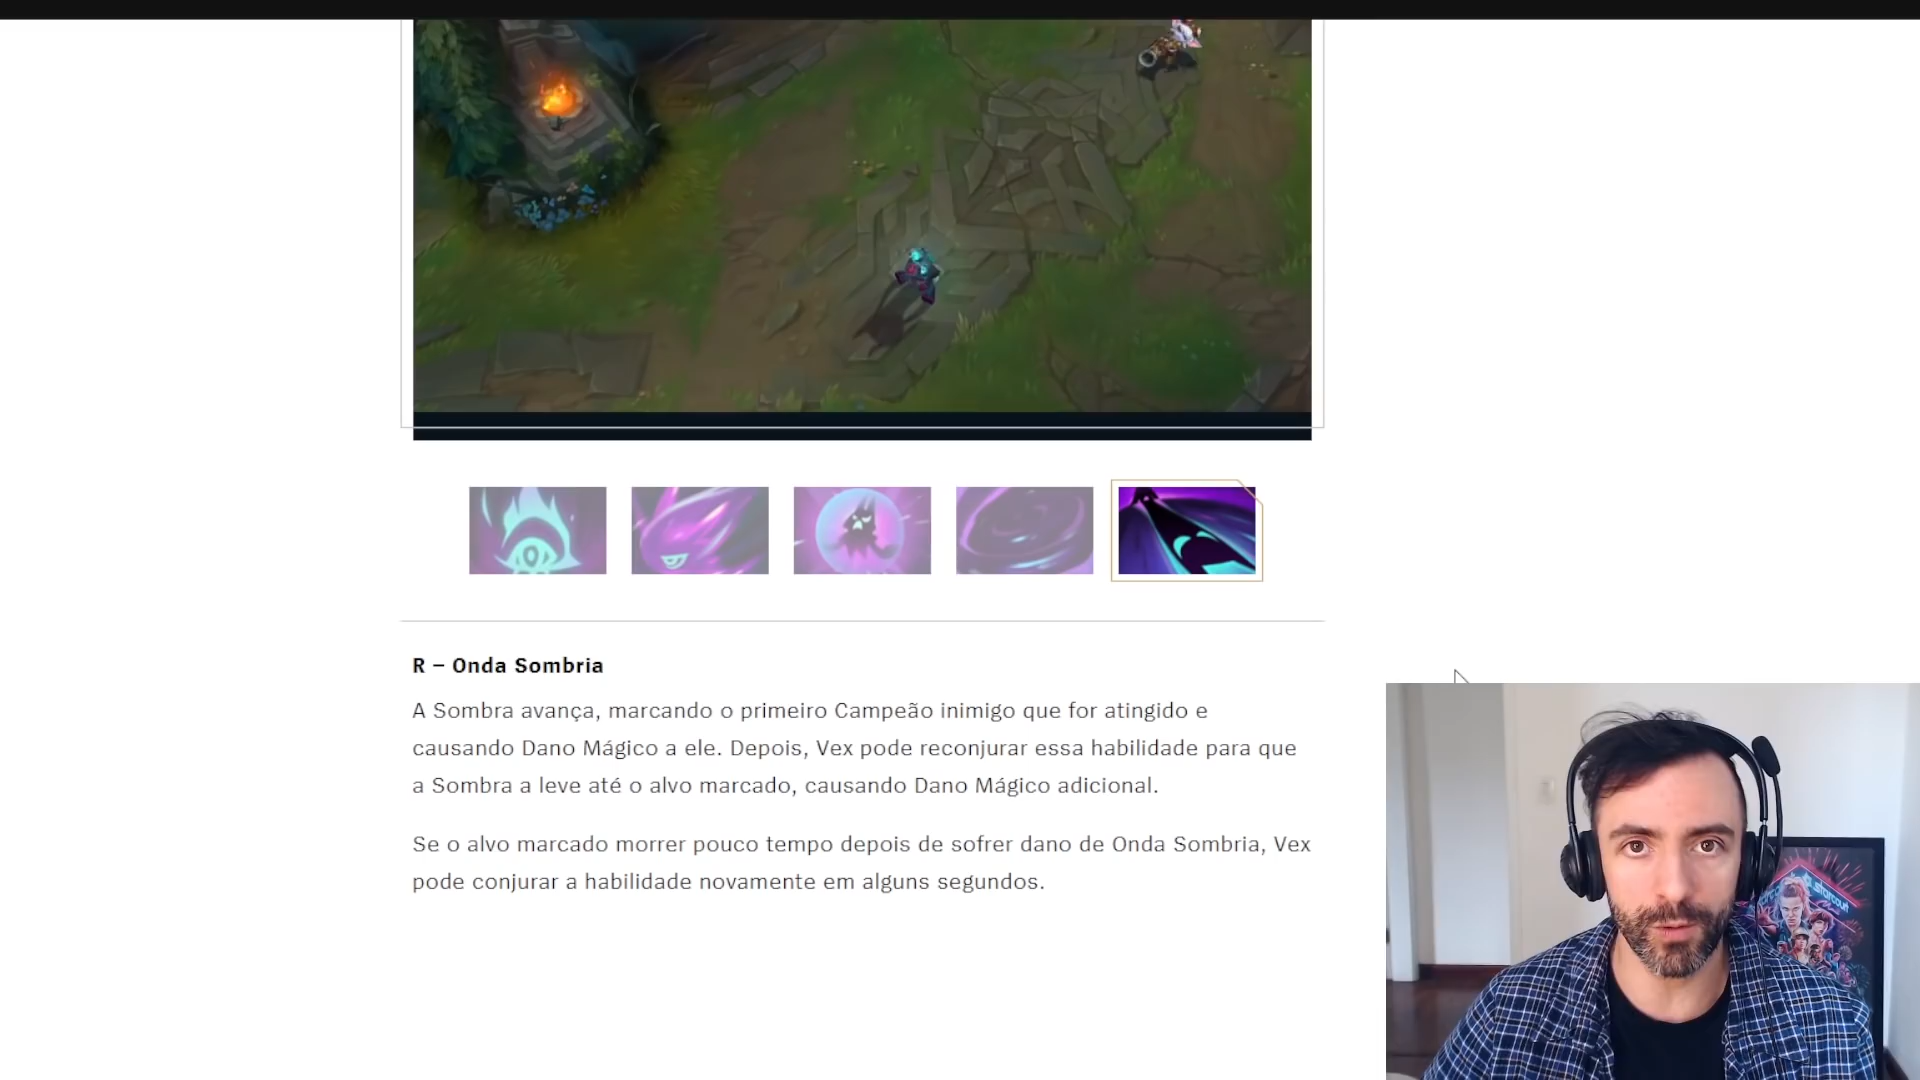 R – Onda Sombria
A Sombra avança, marcando o primeiro Campeão inimigo que for atingido e
causando Dano Mágico a ele. Depois, Vex pode reconjurar essa habilidade para que
a Sombra a leve até o alvo marcado, causando Dano Mágico adicional.
Se o alvo marcado morrer pouco tempo depois de sofrer dano de Onda Sombria, Vex
pode conjurar a habilidade novamente em alguns segundos.